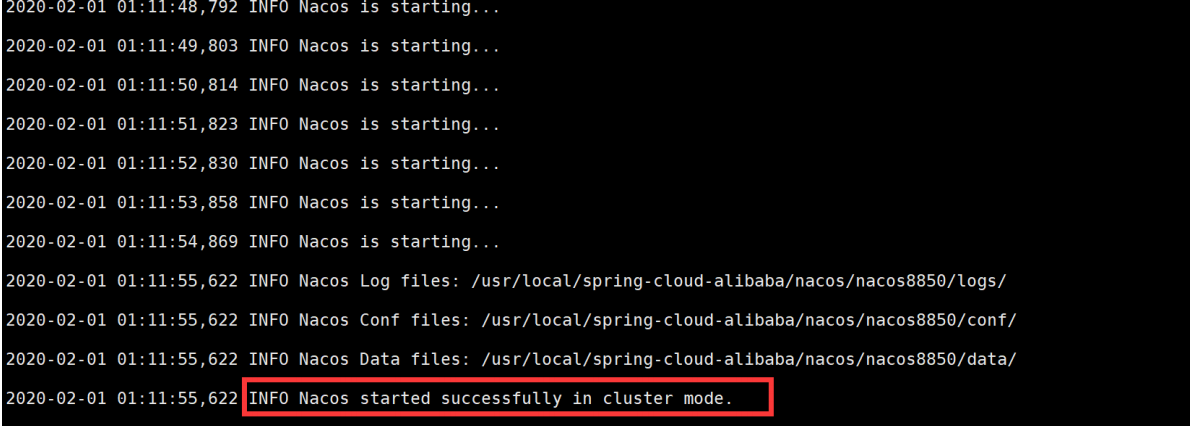 2020-02-01 01:11:48,792 INFO Nacos is starting...
2020-02-01 01:11:49,803 INFO Nacos is starting...
2020-02-01 01:11:50,814 INFO Nacos is starting...
2020-02-01 01:11:51,823 INFO Nacos is starting...
2020-02-01 01:11:52,830 INFO Nacos is starting...
2020-02-01 01:11:53,858 INFO Nacos is starting...
2020-02-01 01:11:54,869 INFO Nacos is starting...
2020-02-01 01:11:55,622 INFO Nacos Log files: /usr/local/spring-cloud-alibaba/nacos/nacos8850/logs/
2020-02-01 01:11:55,622 INFO Nacos Conf files: /usr/local/spring-cloud-alibaba/nacos/nacos8850/conf/
2020-02-01 01:11:55,622 INFO Nacos Data files: /usr/local/spring-cloud-alibaba/nacos/nacos8850/data/
2020-02-01 01:11:55,622 INFO Nacos started successfully in cluster mode.